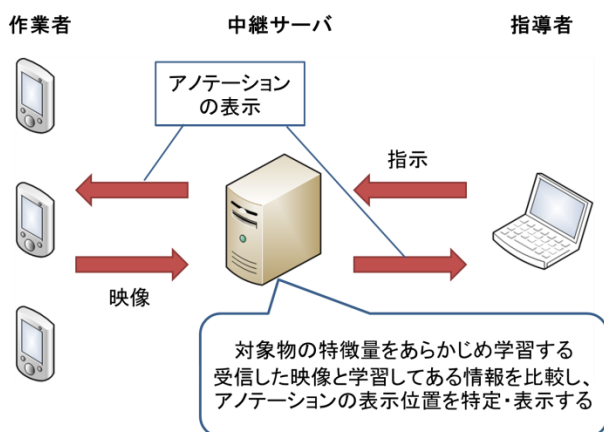 作業者
中継サーバ
指導者
アノテーション
の表示
指示
映像
対象物の特徴量をあらかじめ学習する
受信した映像と学習してある情報を比較し、
アノテーションの表示位置を特定・表示する